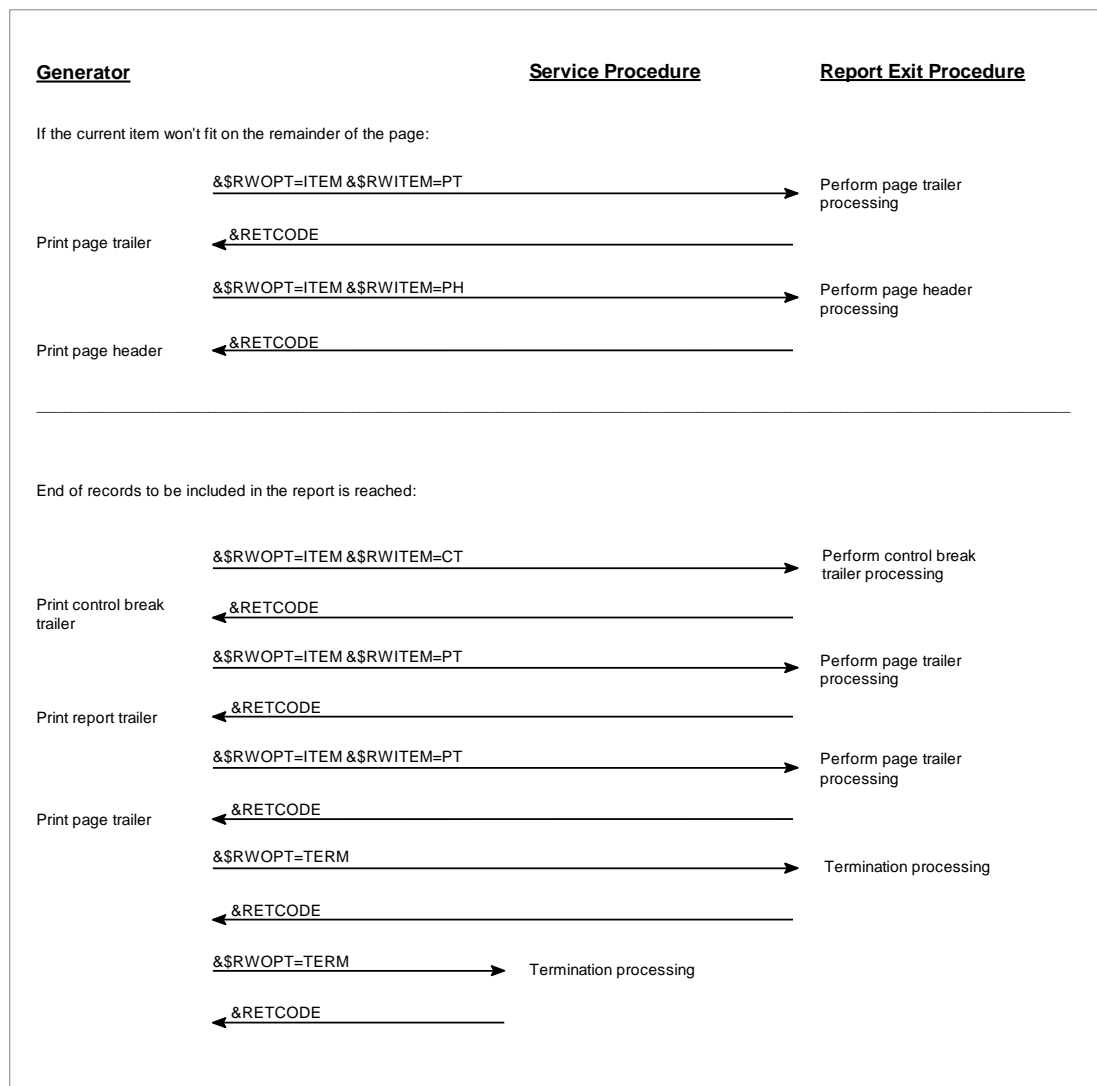 Generator Service Procedure Report Exit Procedure
If the current item won't fit on the remainder of the page:
&$RWOPT=ITEM &$RWITEM=PT
Perform page trailer
processing
&RETCODE
Print page trailer
&$RWOPT=ITEM &$RWITEM=PH
Perform page header
processing
&RETCODE
Print page header
End of records to be included in the report is reached:
&$RWOPT=ITEM &$RWITEM=CT
Perform control break
trailer processing
Print control break
trailer
&RETCODE
&$RWOPT=ITEM &$RWITEM=PT
Perform page trailer
processing
&RETCODE
Print report trailer
&$RWOPT=ITEM &$RWITEM=PT
Perform page trailer
processing
&RETCODE
Print page trailer
&$RWOPT=TERM
Termination processing
&RETCODE
&$RWOPT=TERM
Termination processing
&RETCODE